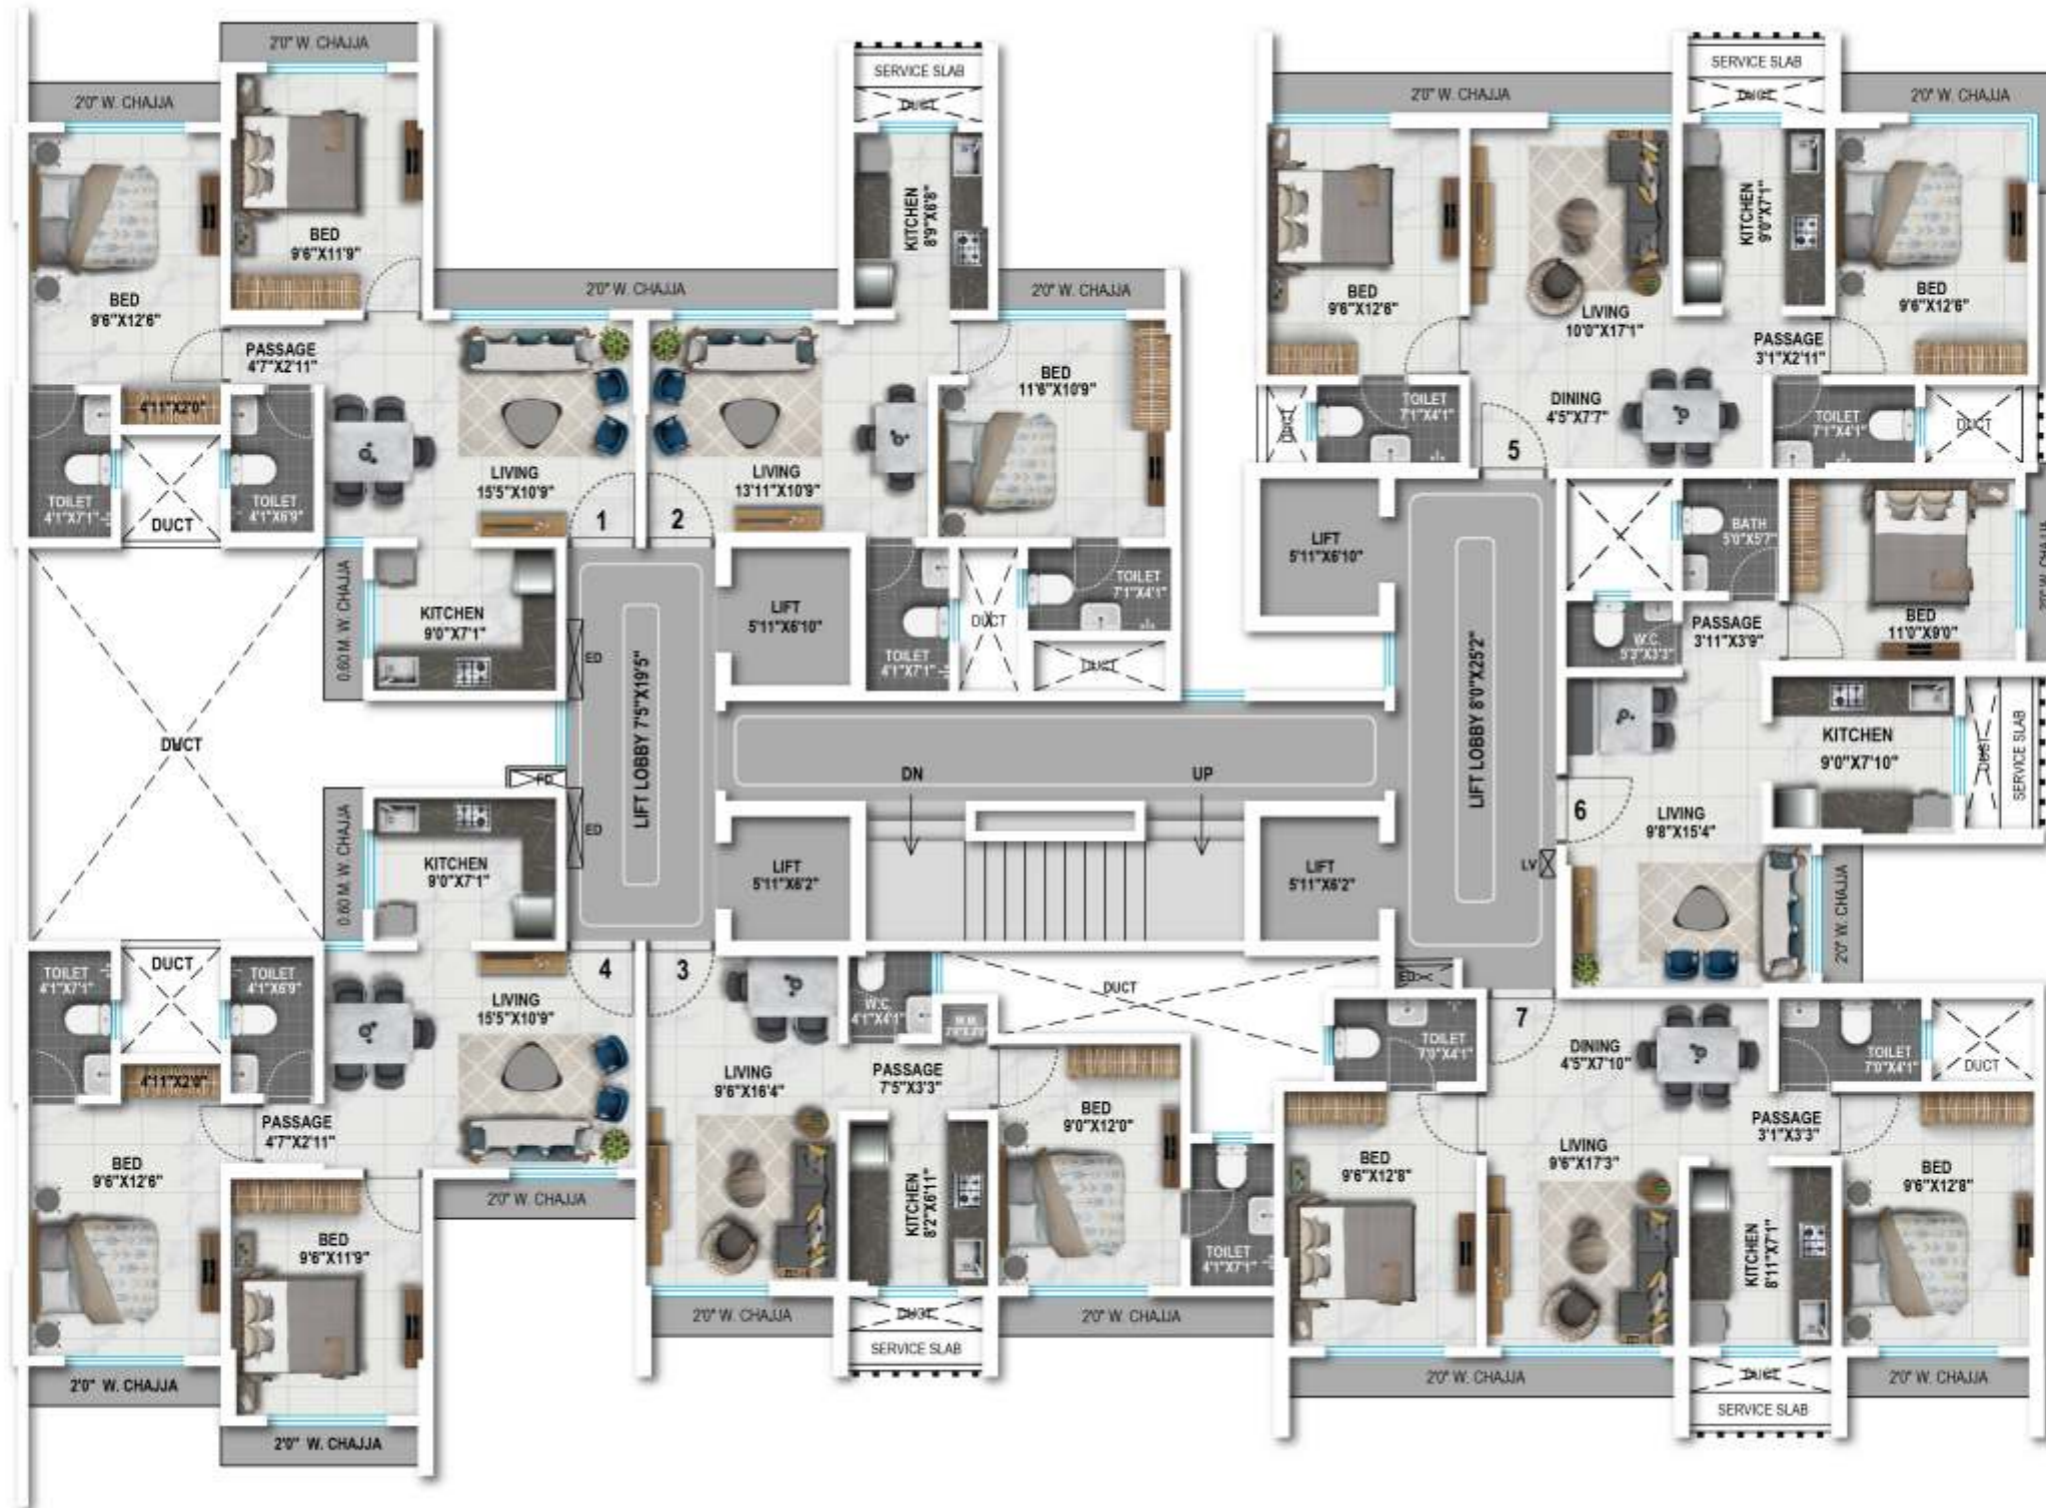 2'0" W. CHAJJA
2'0" W. CHAJJA
BED
9'6"X12'6"
BED
9'6"X11'9"
PASSAGE
4'7"X2'11"
4'11"X2'0"
TOILET
4'1"X7'1"
DUCT
TOILET
4'1"X6'9"
2'0" W. CHAJJA
LIVING
15'5"X10'9"
1
0.60 M. W. CHAJJA
KITCHEN
9'0"X7'1"
SERVICE SLAB
DUCT
KITCHEN
8'9"X6'8"
2'0" W. CHAJJA
BED
11'6"X10'9"
LIVING
13'11"X10'9"
2
LIFT
5'11"X6'10"
TOILET
4'1"X7'1"
DUCT
TOILET
7'1"X4'1"
DUCT
ED
LIFT LOBBY 7'5"X19'5"
DUCT
FD
ED
DN
UP
LIFT
5'11"X6'2"
LIFT
5'11"X6'2"
0.60 M. W. CHAJJA
KITCHEN
9'0"X7'1"
TOILET
4'1"X7'1"
DUCT
TOILET
4'1"X6'9"
4'11"X2'0"
LIVING
15'5"X10'9"
4
PASSAGE
4'7"X2'11"
BED
9'6"X12'6"
BED
9'6"X11'9"
2'0" W. CHAJJA
2'0" W. CHAJJA
2'0" W. CHAJJA
3
W.C.
4'1"X4'1"
LIVING
9'6"X16'4"
PASSAGE
7'5"X3'3"
DUCT
BED
9'0"X12'0"
KITCHEN
8'2"X6'11"
TOILET
4'1"X7'1"
2'0" W. CHAJJA
DUCT
SERVICE SLAB
2'0" W. CHAJJA
2'0" W. CHAJJA
SERVICE SLAB
DUCT
2'0" W. CHAJJA
BED
9'6"X12'6"
LIVING
10'0"X17'1"
KITCHEN
9'0"X7'1"
BED
9'6"X12'6"
PASSAGE
3'1"X2'11"
DUCT
TOILET
7'1"X4'1"
DINING
4'5"X7'7"
TOILET
7'1"X4'1"
DUCT
5
LIFT
5'11"X6'10"
LIFT LOBBY 8'0"X25'2"
BATH
5'0"X5'7"
W.C.
5'3"X3'3"
PASSAGE
3'11"X3'9"
BED
11'0"X9'0"
2'0" W. CHAJJA
KITCHEN
9'0"X7'10"
DUCT
SERVICE SLAB
6
LIVING
9'8"X15'4"
LV
2'0" W. CHAJJA
ED
7
TOILET
7'0"X4'1"
DINING
4'5"X7'10"
TOILET
7'0"X4'1"
DUCT
PASSAGE
3'1"X3'3"
BED
9'6"X12'8"
LIVING
9'6"X17'3"
KITCHEN
8'11"X7'1"
BED
9'6"X12'8"
2'0" W. CHAJJA
DUCT
SERVICE SLAB
2'0" W. CHAJJA